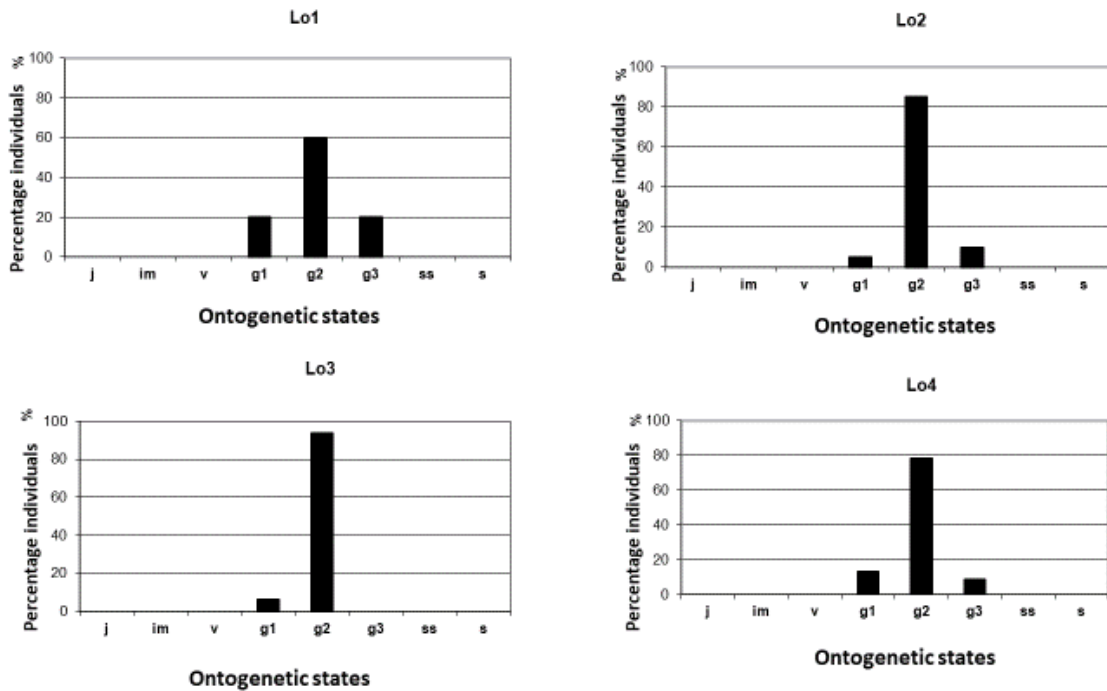 Lo1
Percentage individuals %
100
80
60
40
20
0
j im v g1 g2 g3 ss s
Ontogenetic states
Lo2
Percentage individuals %
100
80
60
40
20
0
j im v g1 g2 g3 ss s
Ontogenetic states
Lo3
Percentage individuals %
100
80
60
40
20
0
j im v g1 g2 g3 ss s
Ontogenetic states
Lo4
Percentage individuals %
100
80
60
40
20
0
j im v g1 g2 g3 ss s
Ontogenetic states